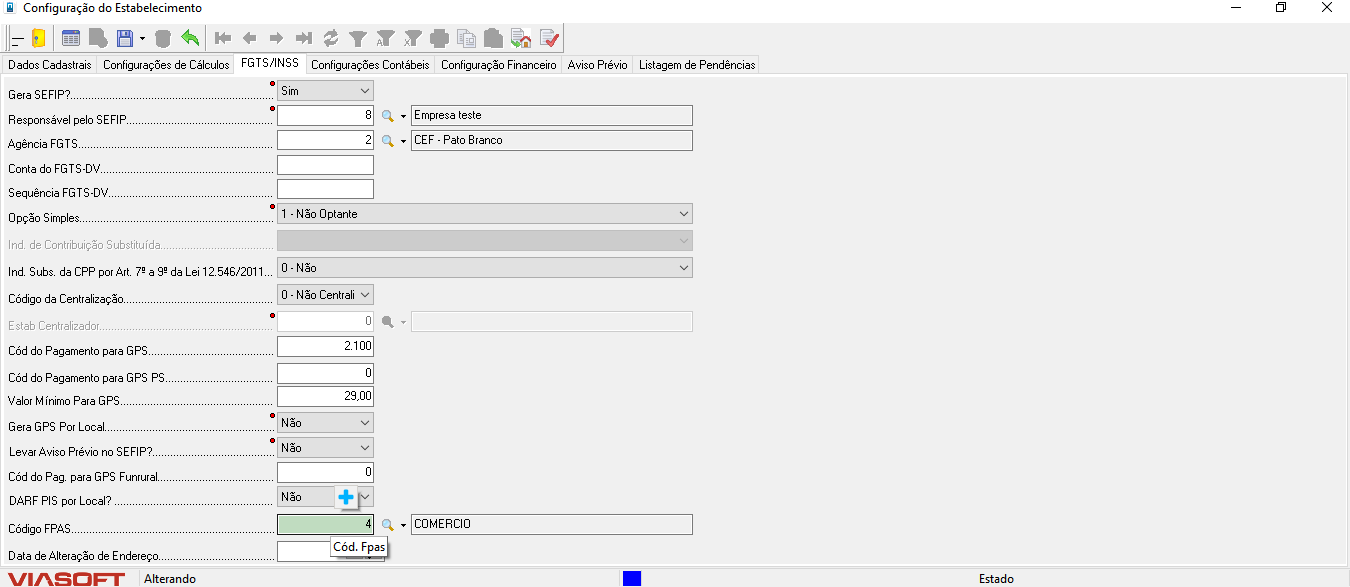 Configuração do Estabelecimento
Dados Cadastrais Configurações de Cálculos FGTS/INSS Configurações Contábeis Configuração Financeiro Aviso Prévio Listagem de Pendências
Gera SEFIP? Sim
Responsável pelo SEFIP 8 Empresa teste
Agência FGTS 2 CEF - Pato Branco
Conta do FGTS-DV
Sequência FGTS-DV
Opção Simples 1 - Não Optante
Ind. de Contribuição Substituída
Ind. Subs. da CPP por Art. 7º a 9º da Lei 12.546/2011... 0 - Não
Código da Centralização 0 - Não Centrali
Estab Centralizador 0
Cód do Pagamento para GPS 2.100
Cód do Pagamento para GPS PS 0
Valor Mínimo Para GPS 29,00
Gera GPS Por Local Não
Levar Aviso Prévio no SEFIP? Não
Cód do Pag. para GPS Funrural 0
DARF PIS por Local? Não
Código FPAS 4 COMERCIO
Cód. Fpas
Data de Alteração de Endereço
VIASOFT Alterando Estado